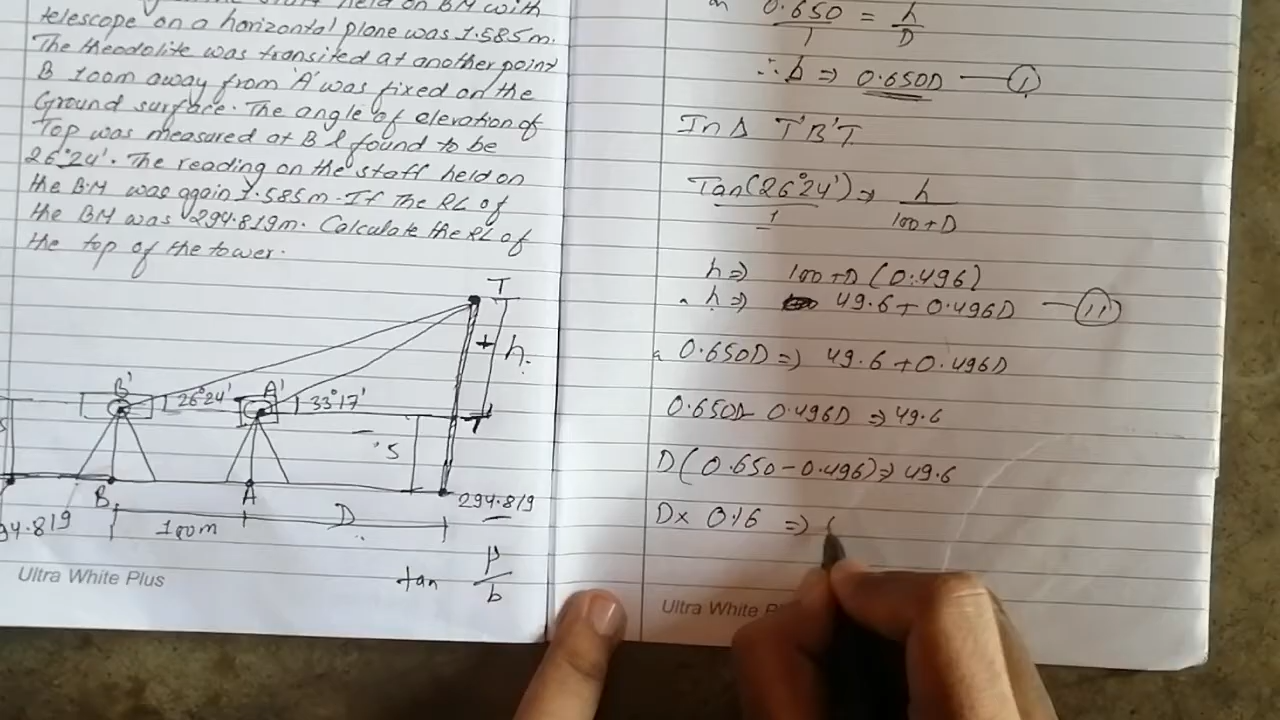 held on BM with
telescope on a horizontal plane was 1.585m.
The theodolite was transited at another point
B 100m away from 'A' was fixed on the
Ground surface. The angle of elevation of
Top was measured at B & found to be
26°24'. The reading on the staff held on
the B.M was again 1.585m. If the RL of
the BM was 294.819m. Calculate the RL of
the top of the tower.
T
h.
B'
26°24'
A'
33°17'
S
B
A
294.819
94.819
100m
D
tan P/b
Ultra White Plus
0.650/1 = h/D
∴ h => 0.650D — (i)
In Δ T'B'T
Tan(26°24')/1 => h/100+D
h => 100+D(0.496)
h => 49.6+0.496D — (ii)
0.650D => 49.6+0.496D
0.650D-0.496D => 49.6
D(0.650-0.496) => 49.6
D× 0.16 =>
Ultra White P